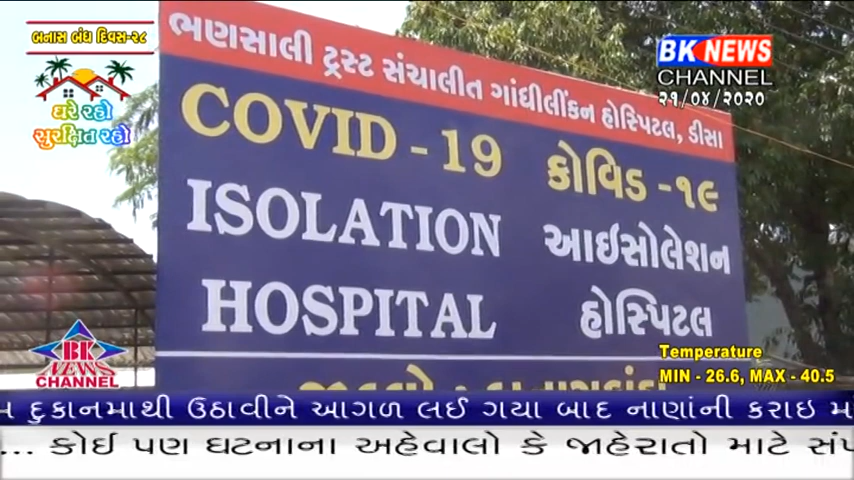 બનાસ બંધ દિવસ-૨૮
ઘરે રહો
સુરક્ષિત રહો
BK NEWS
CHANNEL
૨૧/૦૪/૨૦૨૦
ભણસાલી ટ્રસ્ટ સંચાલીત ગાંધીલીંકન હોસ્પિટલ, ડીસા
COVID - 19 કોવિડ - ૧૯
ISOLATION આઇસોલેશન
HOSPITAL હોસ્પિટલ
BK
NEWS
CHANNEL
Temperature
MIN - 26.6, MAX - 40.5
દુકાનમાથી ઉઠાવીને આગળ લઈ ગયા બાદ નાણાંની કરાઇ
... કોઈ પણ ઘટનાના અહેવાલો કે જાહેરાતો માટે